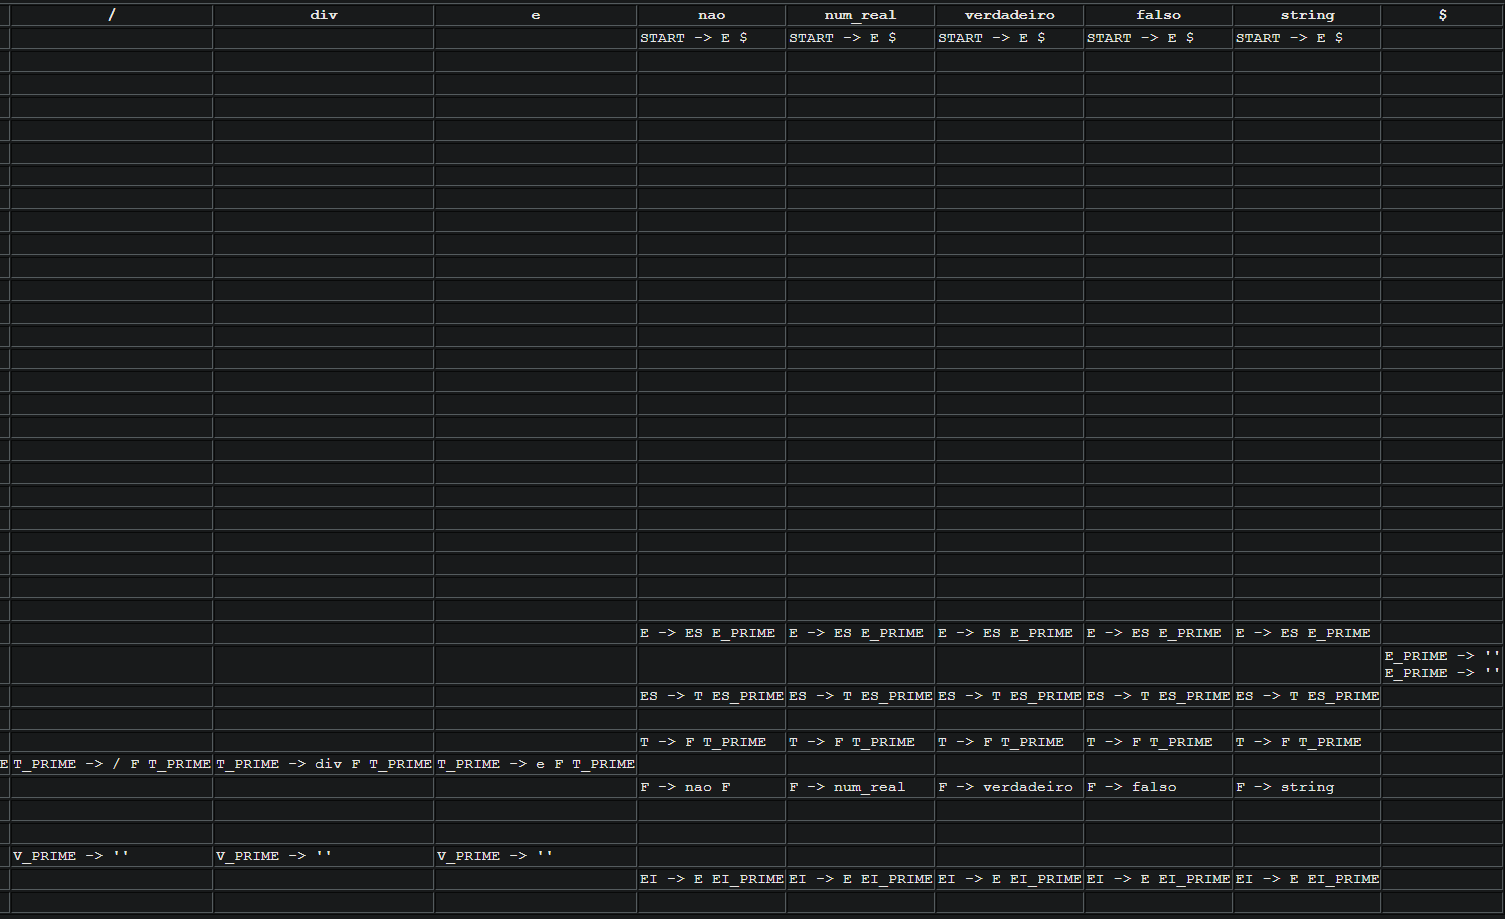 / div e nao num_real verdadeiro falso string $
START -> E $ START -> E $ START -> E $ START -> E $ START -> E $
E -> ES E_PRIME E -> ES E_PRIME E -> ES E_PRIME E -> ES E_PRIME E -> ES E_PRIME
E_PRIME -> ''
E_PRIME -> ''
ES -> T ES_PRIME ES -> T ES_PRIME ES -> T ES_PRIME ES -> T ES_PRIME ES -> T ES_PRIME
T -> F T_PRIME T -> F T_PRIME T -> F T_PRIME T -> F T_PRIME T -> F T_PRIME
E T_PRIME -> / F T_PRIME T_PRIME -> div F T_PRIME T_PRIME -> e F T_PRIME
F -> nao F F -> num_real F -> verdadeiro F -> falso F -> string
V_PRIME -> '' V_PRIME -> '' V_PRIME -> ''
EI -> E EI_PRIME EI -> E EI_PRIME EI -> E EI_PRIME EI -> E EI_PRIME EI -> E EI_PRIME